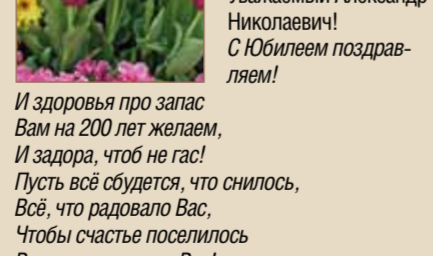 Уважаемый Александр
Николаевич!
С Юбилеем поздрав-
ляем!
И здоровья про запас
Вам на 200 лет желаем,
И задора, чтоб не гас!
Пусть всё сбудется, что снилось,
Всё, что радовало Вас,
Чтобы счастье поселилось